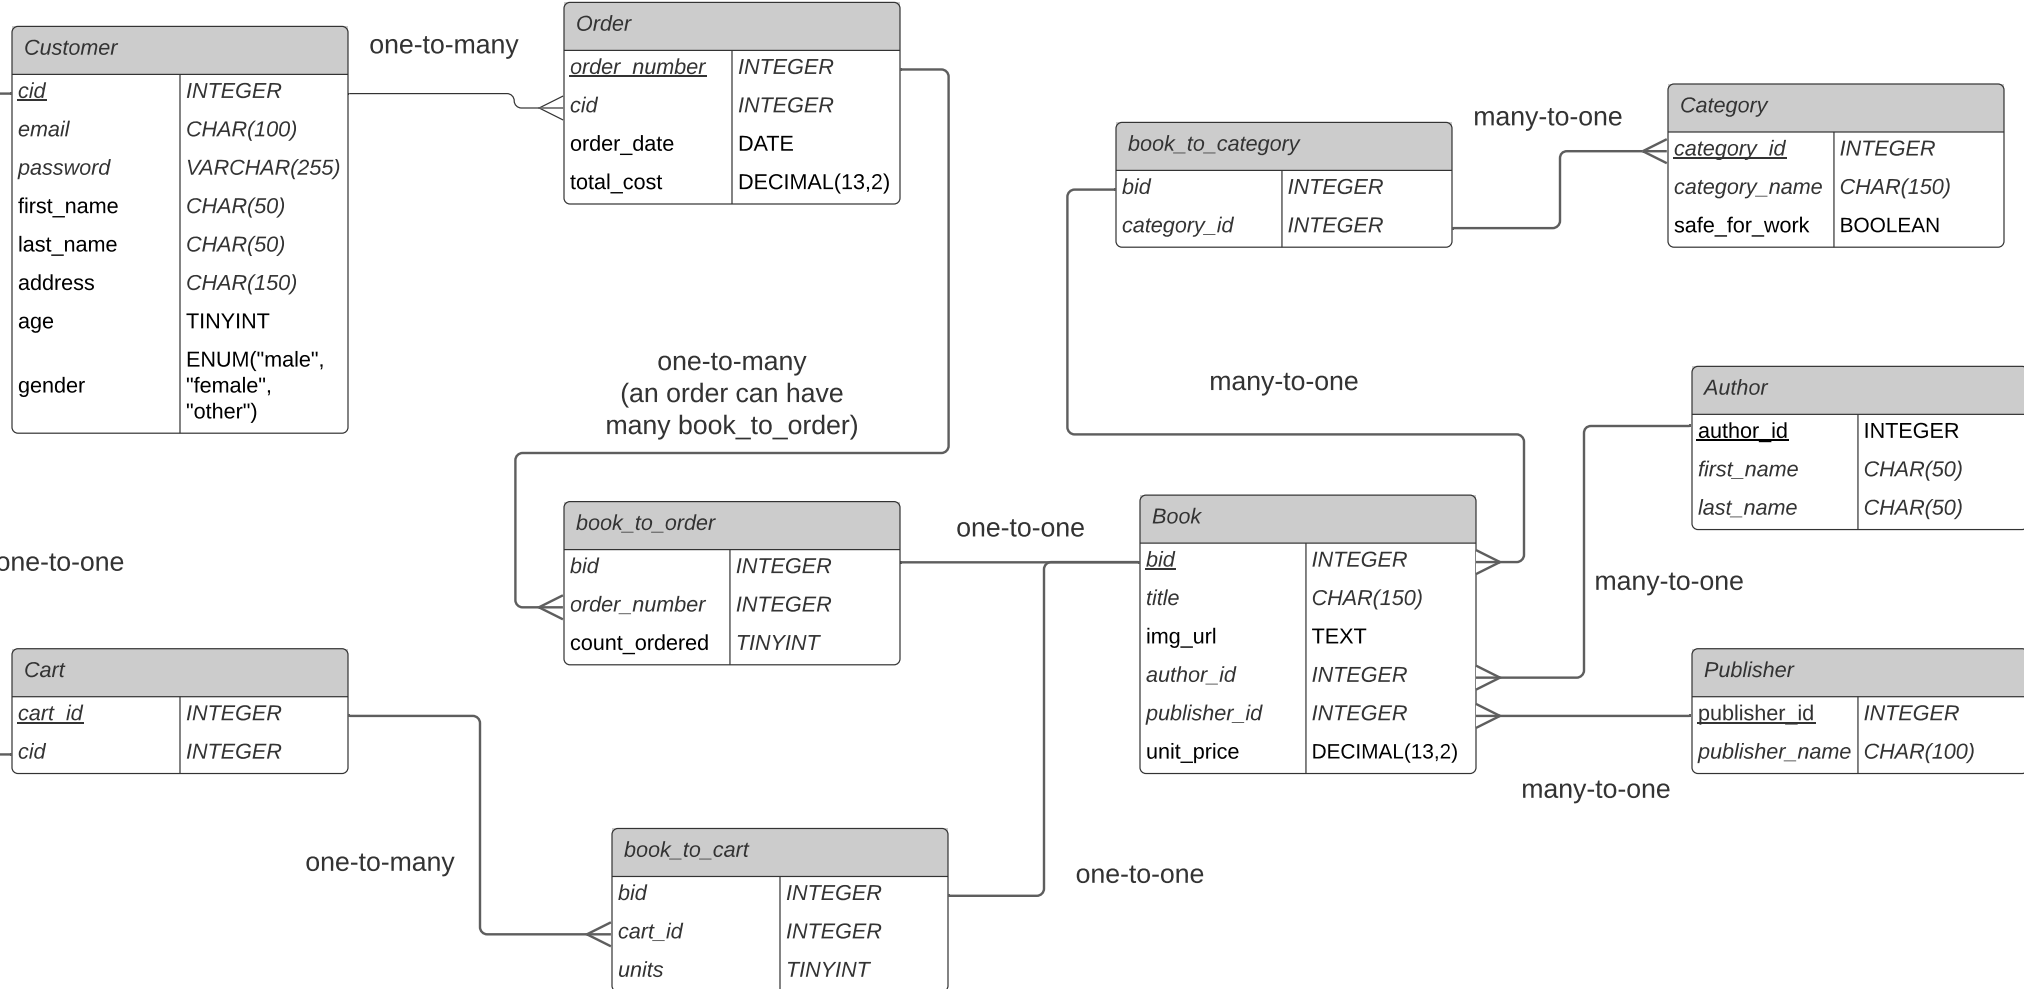 Customer
cid INTEGER
email CHAR(100)
password VARCHAR(255)
first_name CHAR(50)
last_name CHAR(50)
address CHAR(150)
age TINYINT
gender ENUM("male",
"female",
"other")
one-to-many
Order
order_number INTEGER
cid INTEGER
order_date DATE
total_cost DECIMAL(13,2)
book_to_category
bid INTEGER
category_id INTEGER
many-to-one
Category
category_id INTEGER
category_name CHAR(150)
safe_for_work BOOLEAN
one-to-many
(an order can have
many book_to_order)
many-to-one
Author
author_id INTEGER
first_name CHAR(50)
last_name CHAR(50)
one-to-one
book_to_order
bid INTEGER
order_number INTEGER
count_ordered TINYINT
one-to-one
Book
bid INTEGER
title CHAR(150)
img_url TEXT
author_id INTEGER
publisher_id INTEGER
unit_price DECIMAL(13,2)
many-to-one
Publisher
publisher_id INTEGER
publisher_name CHAR(100)
many-to-one
Cart
cart_id INTEGER
cid INTEGER
one-to-many
book_to_cart
bid INTEGER
cart_id INTEGER
units TINYINT
one-to-one